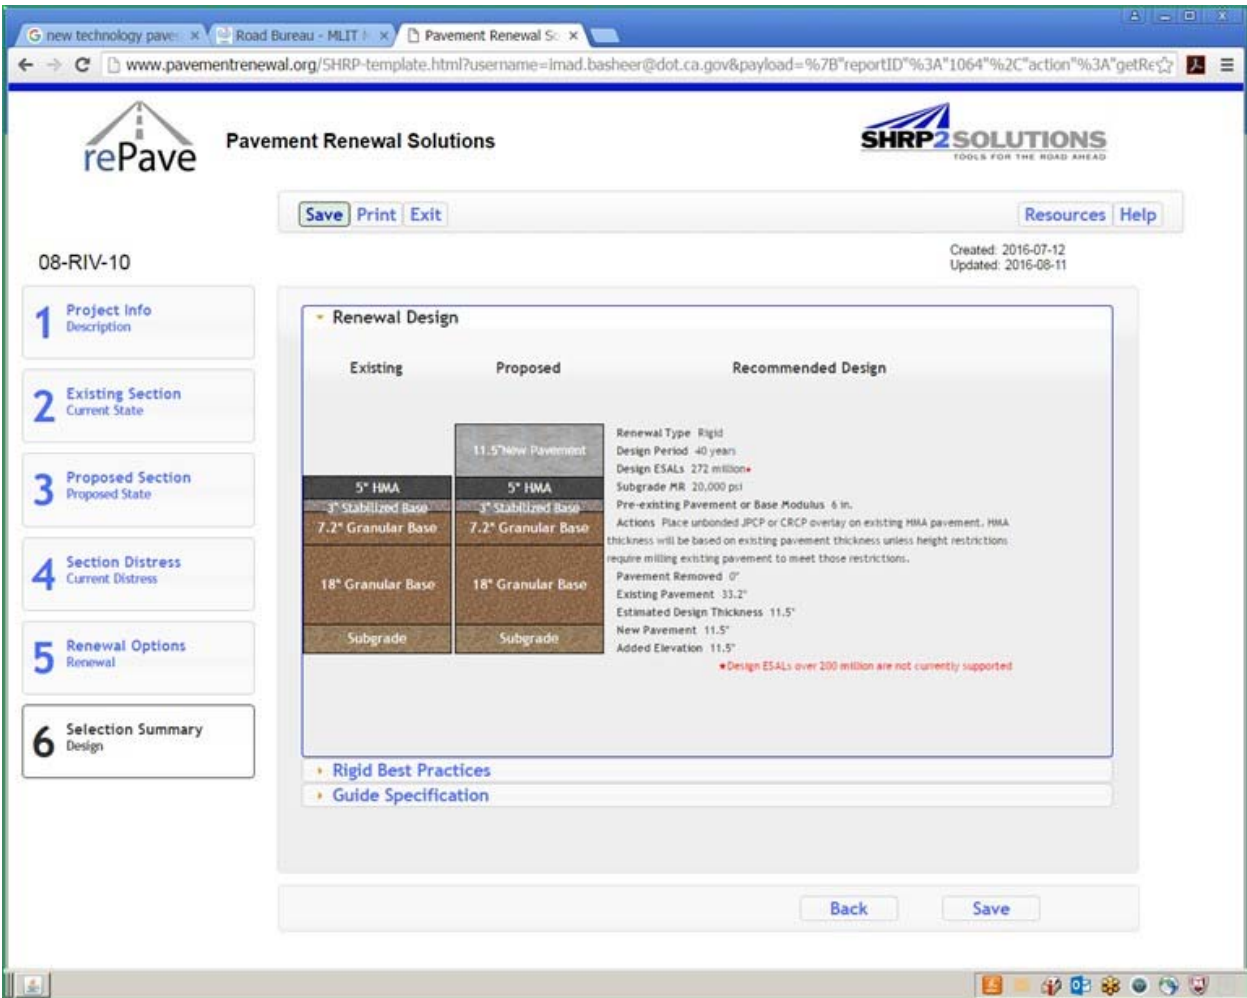 new technology pave
Road Bureau - MLIT
Pavement Renewal So
www.pavementrenewal.org/SHRP-template.html?username=imad.basheer@dot.ca.gov&payload=%7B"reportID"%3A"1064"%2C"action"%3A"getRe
rePave
Pavement Renewal Solutions
SHRP2SOLUTIONS
TOOLS FOR THE ROAD AHEAD
Save Print Exit
Resources Help
08-RIV-10
Created: 2016-07-12
Updated: 2016-08-11
1 Project Info
Description
2 Existing Section
Current State
3 Proposed Section
Proposed State
4 Section Distress
Current Distress
5 Renewal Options
Renewal
6 Selection Summary
Design
Renewal Design
Existing Proposed Recommended Design
5" HMA
3" Stabilized Base
7.2" Granular Base
18" Granular Base
Subgrade
11.5"New Pavement
5" HMA
3" Stabilized Base
7.2" Granular Base
18" Granular Base
Subgrade
Renewal Type Rigid
Design Period 40 years
Design ESALs 272 million★
Subgrade MR 20,000 psi
Pre-existing Pavement or Base Modulus 6 in.
Actions Place unbonded JPCP or CRCP overlay on existing HMA pavement. HMA
thickness will be based on existing pavement thickness unless height restrictions
require milling existing pavement to meet those restrictions.
Pavement Removed 0"
Existing Pavement 33.2"
Estimated Design Thickness 11.5"
New Pavement 11.5"
Added Elevation 11.5"
★Design ESALs over 200 million are not currently supported
Rigid Best Practices
Guide Specification
Back Save